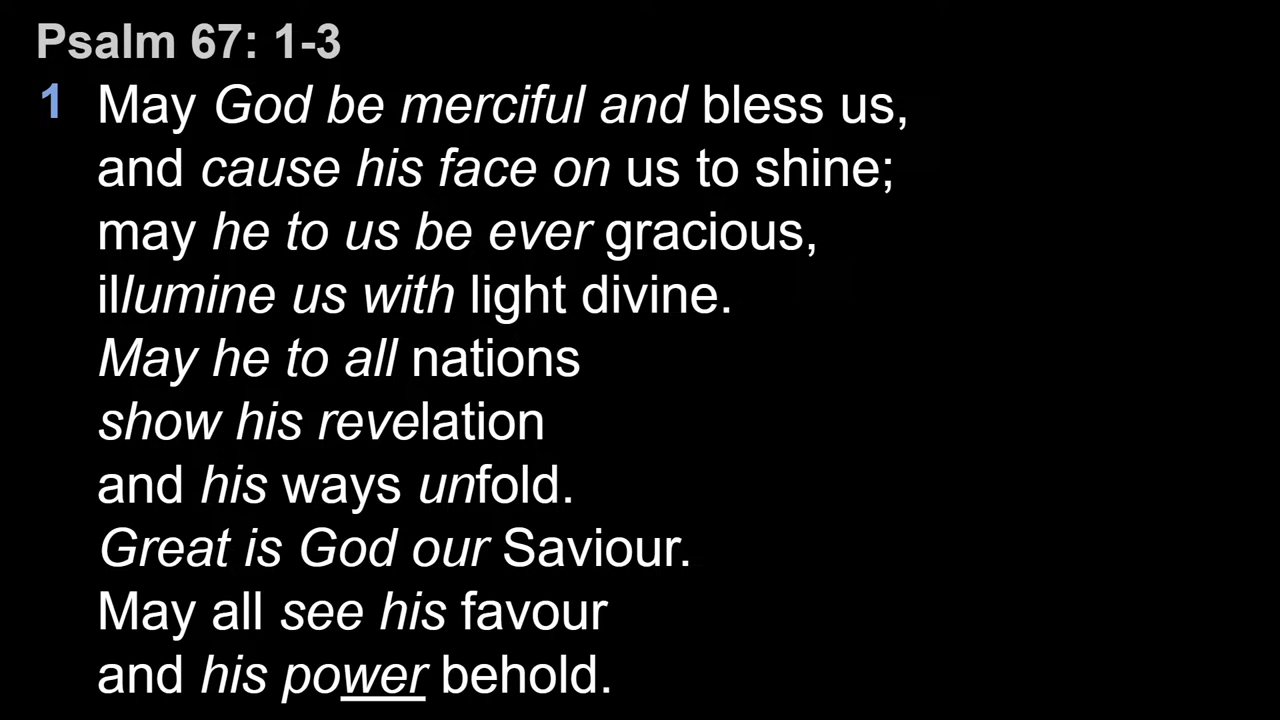 Psalm 67: 1-3
1 May God be merciful and bless us,
and cause his face on us to shine;
may he to us be ever gracious,
illumine us with light divine.
May he to all nations
show his revelation
and his ways unfold.
Great is God our Saviour.
May all see his favour
and his power behold.